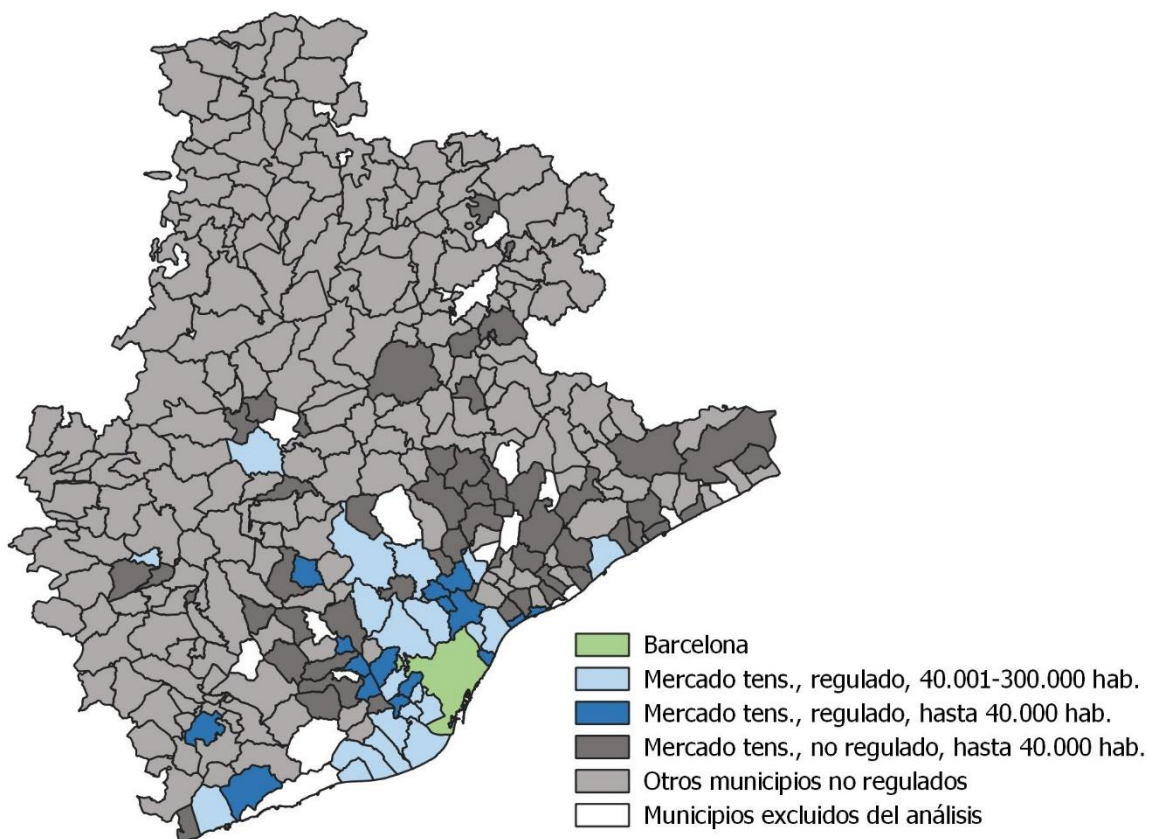 Barcelona
Mercado tens., regulado, 40.001-300.000 hab.
Mercado tens., regulado, hasta 40.000 hab.
Mercado tens., no regulado, hasta 40.000 hab.
Otros municipios no regulados
Municipios excluidos del análisis